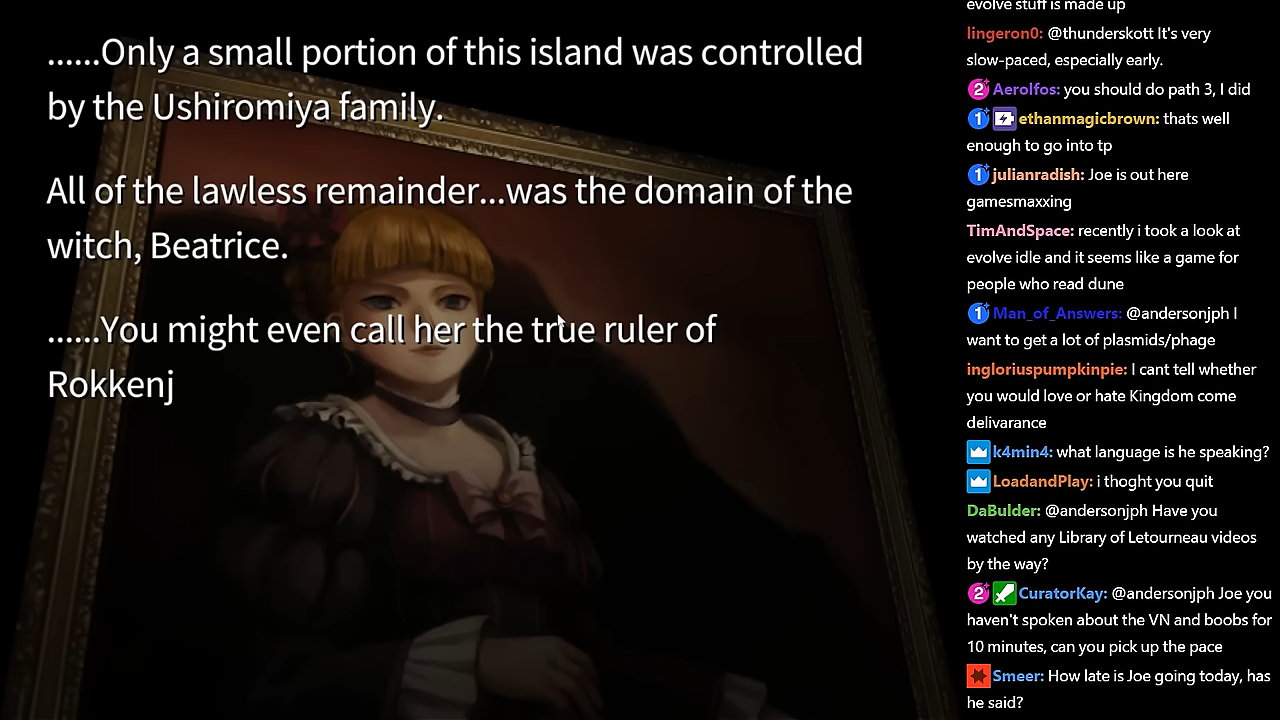 ......Only a small portion of this island was controlled
by the Ushiromiya family.
All of the lawless remainder...was the domain of the
witch, Beatrice.
......You might even call her the true ruler of
Rokkenj
evolve stuff is made up
lingeron0: @thunderskott It's very
slow-paced, especially early.
2 Aerolfos: you should do path 3, I did
1 ethanmagicbrown: thats well
enough to go into tp
1 julianradish: Joe is out here
gamesmaxxing
TimAndSpace: recently i took a look at
evolve idle and it seems like a game for
people who read dune
1 Man_of_Answers: @andersonjph I
want to get a lot of plasmids/phage
ingloriuspumpkinpie: I cant tell whether
you would love or hate Kingdom come
delivarance
k4min4: what language is he speaking?
LoadandPlay: i thoght you quit
DaBulder: @andersonjph Have you
watched any Library of Letourneau videos
by the way?
2 CuratorKay: @andersonjph Joe you
haven't spoken about the VN and boobs for
10 minutes, can you pick up the pace
Smeer: How late is Joe going today, has
he said?